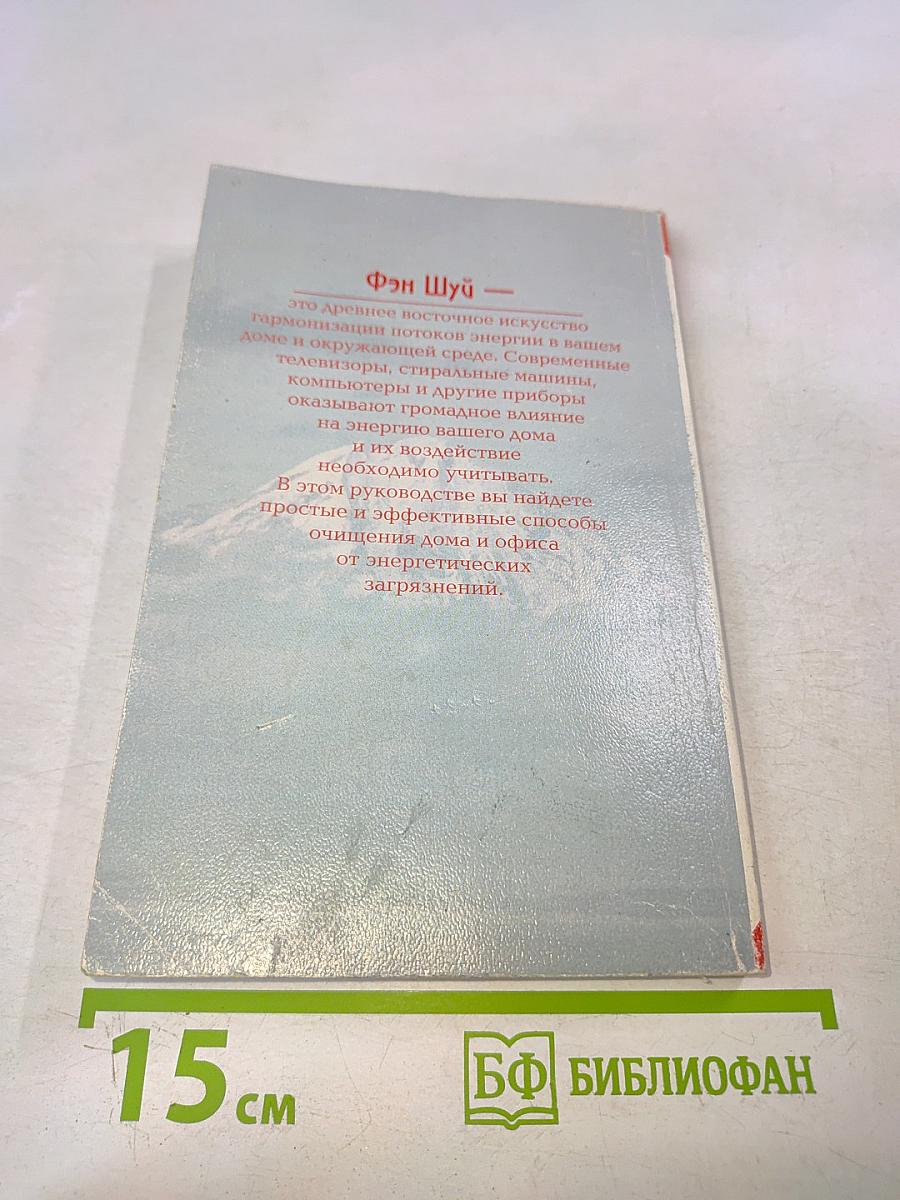 Фэн Шуй —
это древнее восточное искусство
гармонизации потоков энергии в вашем
доме и окружающей среде. Современные
телевизоры, стиральные машины,
компьютеры и другие приборы
оказывают громадное влияние
на энергию вашего дома
и их воздействие
необходимо учитывать.
В этом руководстве вы найдете
простые и эффективные способы
очищения дома и офиса
от энергетических
загрязнений.
15 см
БФ БИБЛИОФАН